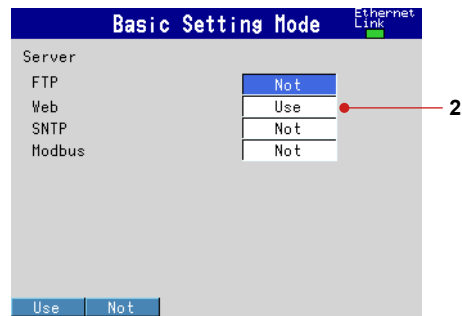 Basic Setting Mode
Ethernet
Link
Server
FTP Not
Web Use
2
SNTP Not
Modbus Not
Use Not